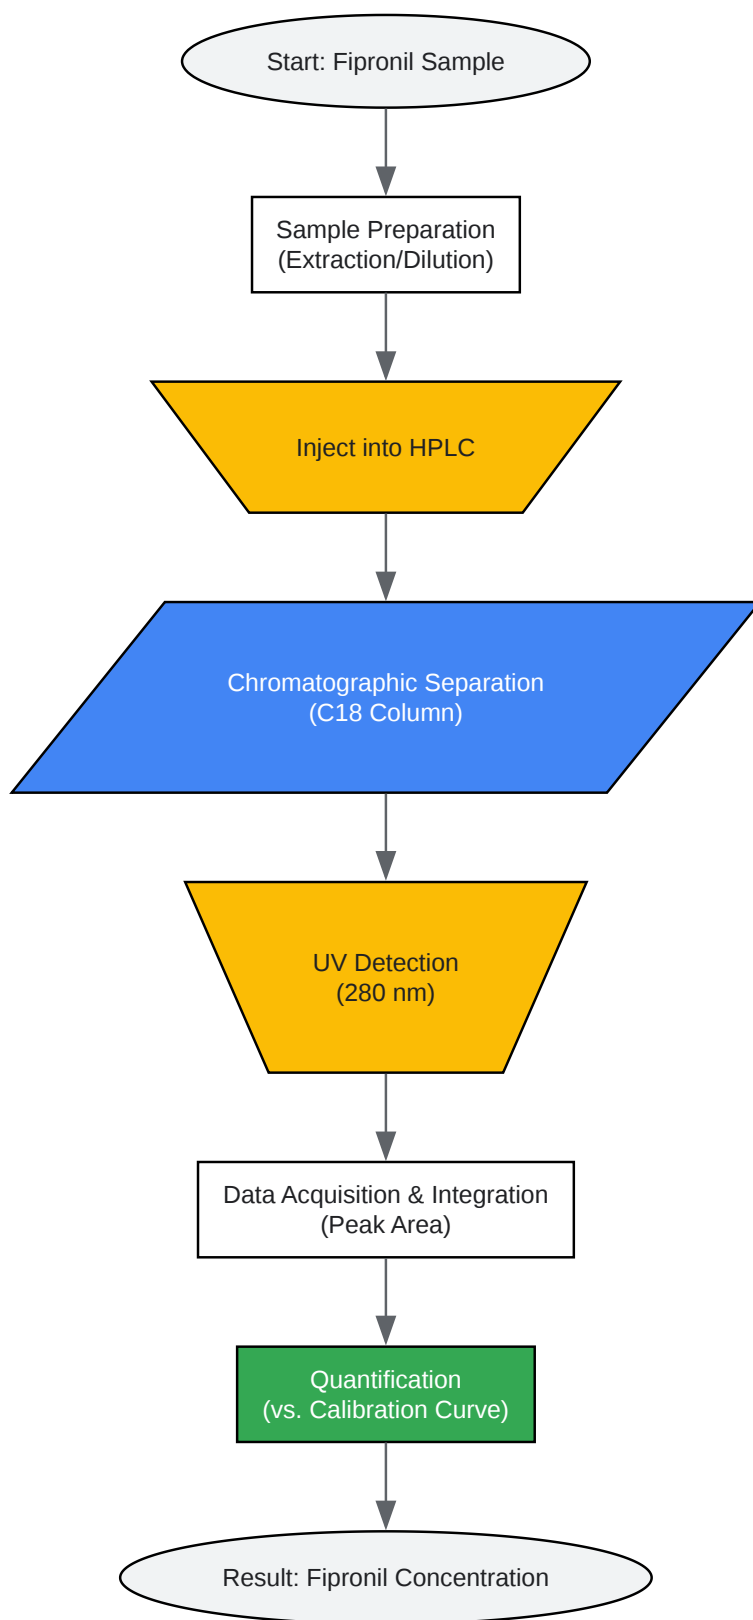 Start: Fipronil Sample
Sample Preparation
(Extraction/Dilution)
Inject into HPLC
Chromatographic Separation
(C18 Column)
UV Detection
(280 nm)
Data Acquisition & Integration
(Peak Area)
Quantification
(vs. Calibration Curve)
Result: Fipronil Concentration